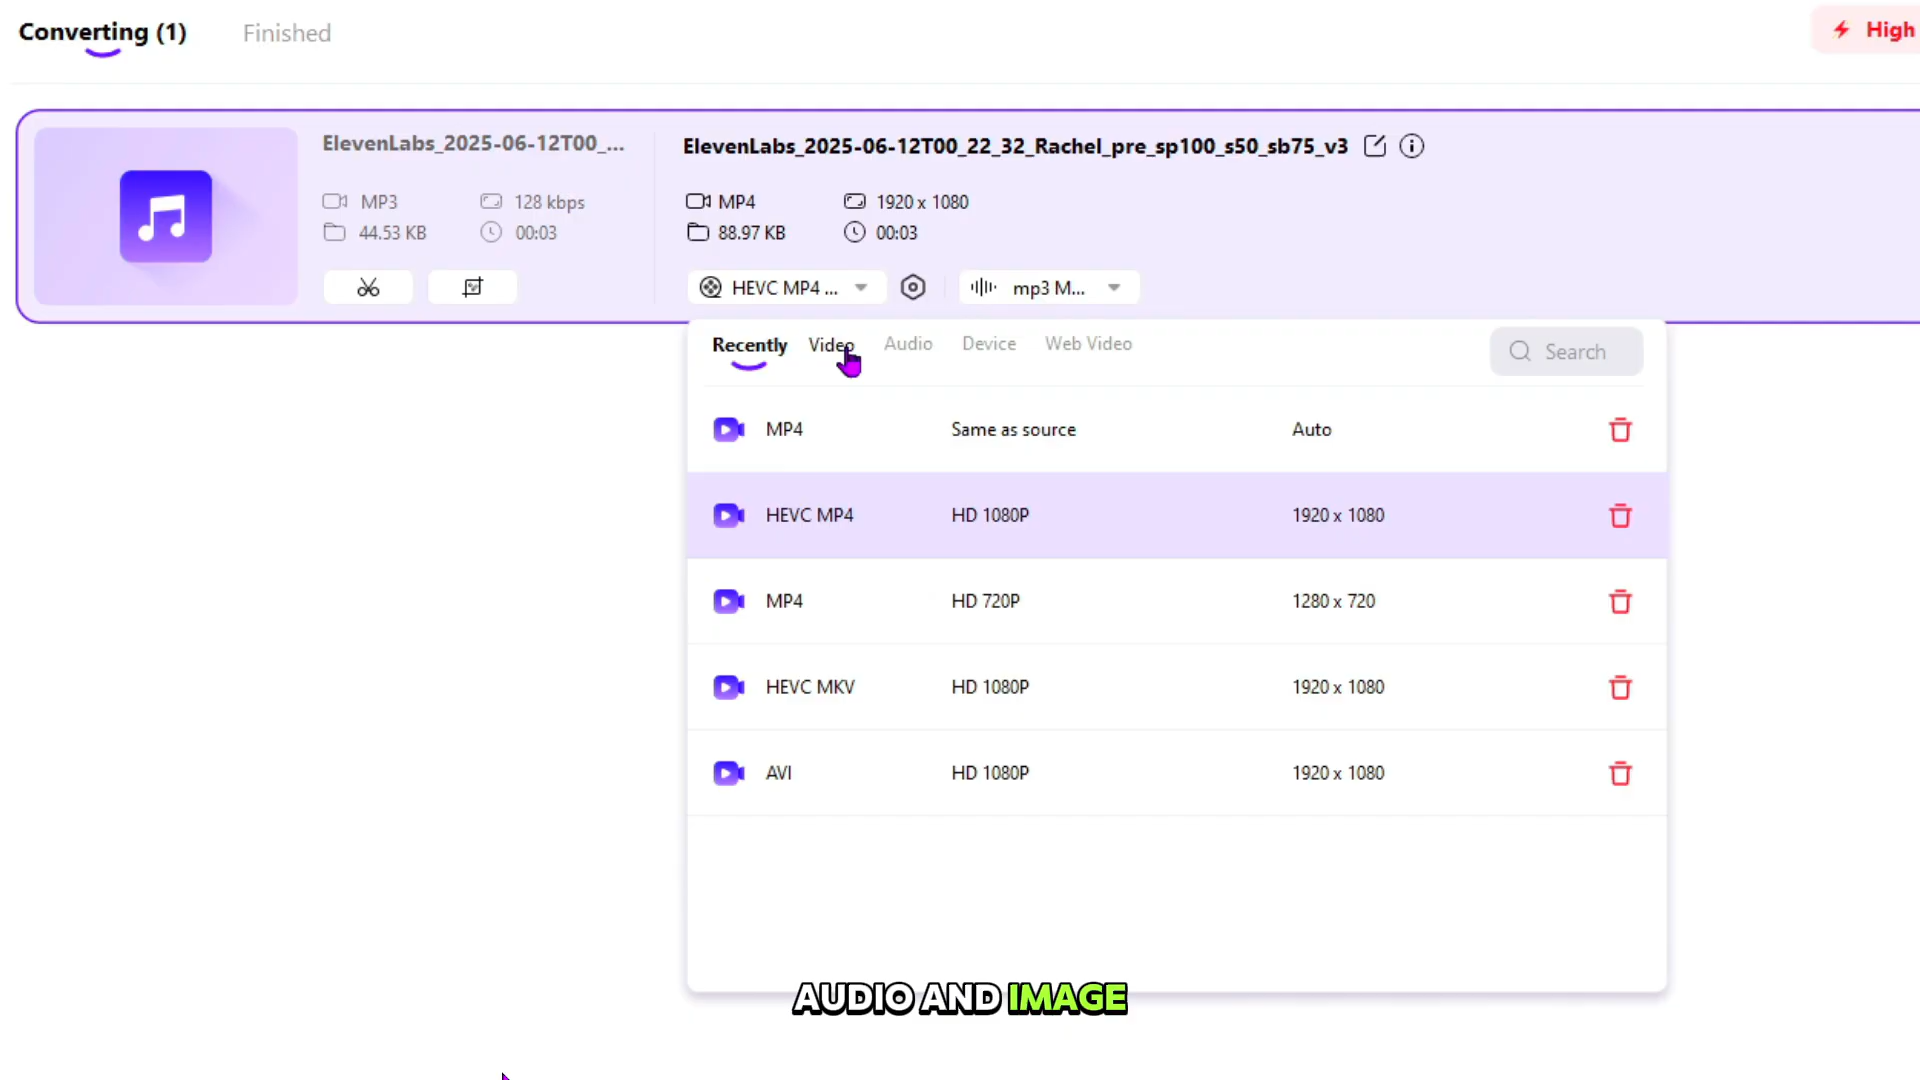 Converting (1) Finished
High
ElevenLabs_2025-06-12T00_...
ElevenLabs_2025-06-12T00_22_32_Rachel_pre_sp100_s50_sb75_v3
MP3 128 kbps
MP4 1920 x 1080
44.53 KB 00:03
88.97 KB 00:03
HEVC MP4 ... mp3 M...
Recently Video Audio Device Web Video Search
MP4 Same as source Auto
HEVC MP4 HD 1080P 1920 x 1080
MP4 HD 720P 1280 x 720
HEVC MKV HD 1080P 1920 x 1080
AVI HD 1080P 1920 x 1080
AUDIO AND IMAGE